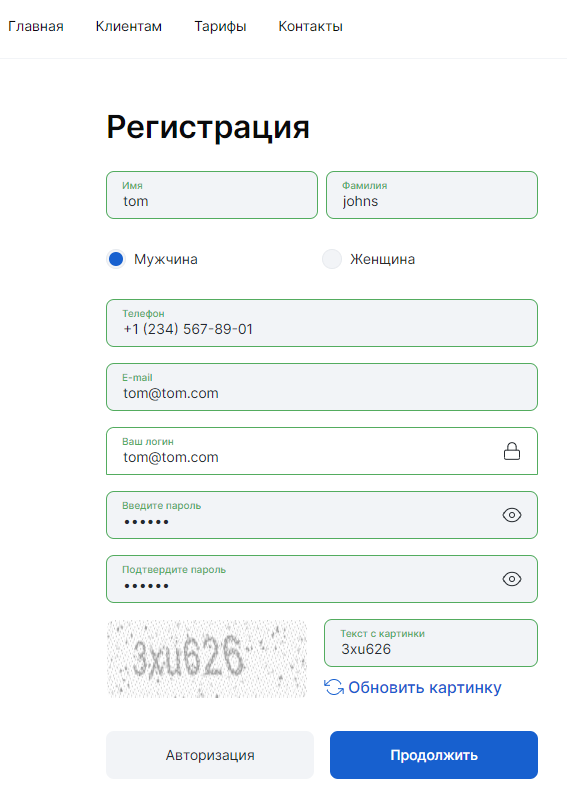 Главная Клиентам Тарифы Контакты
Регистрация
Имя Фамилия
tom johns
Мужчина Женщина
Телефон
+1 (234) 567-89-01
E-mail
tom@tom.com
Ваш логин
tom@tom.com
Введите пароль
••••••
Подтвердите пароль
••••••
3xu626
Текст с картинки
3xu626
Обновить картинку
Авторизация Продолжить